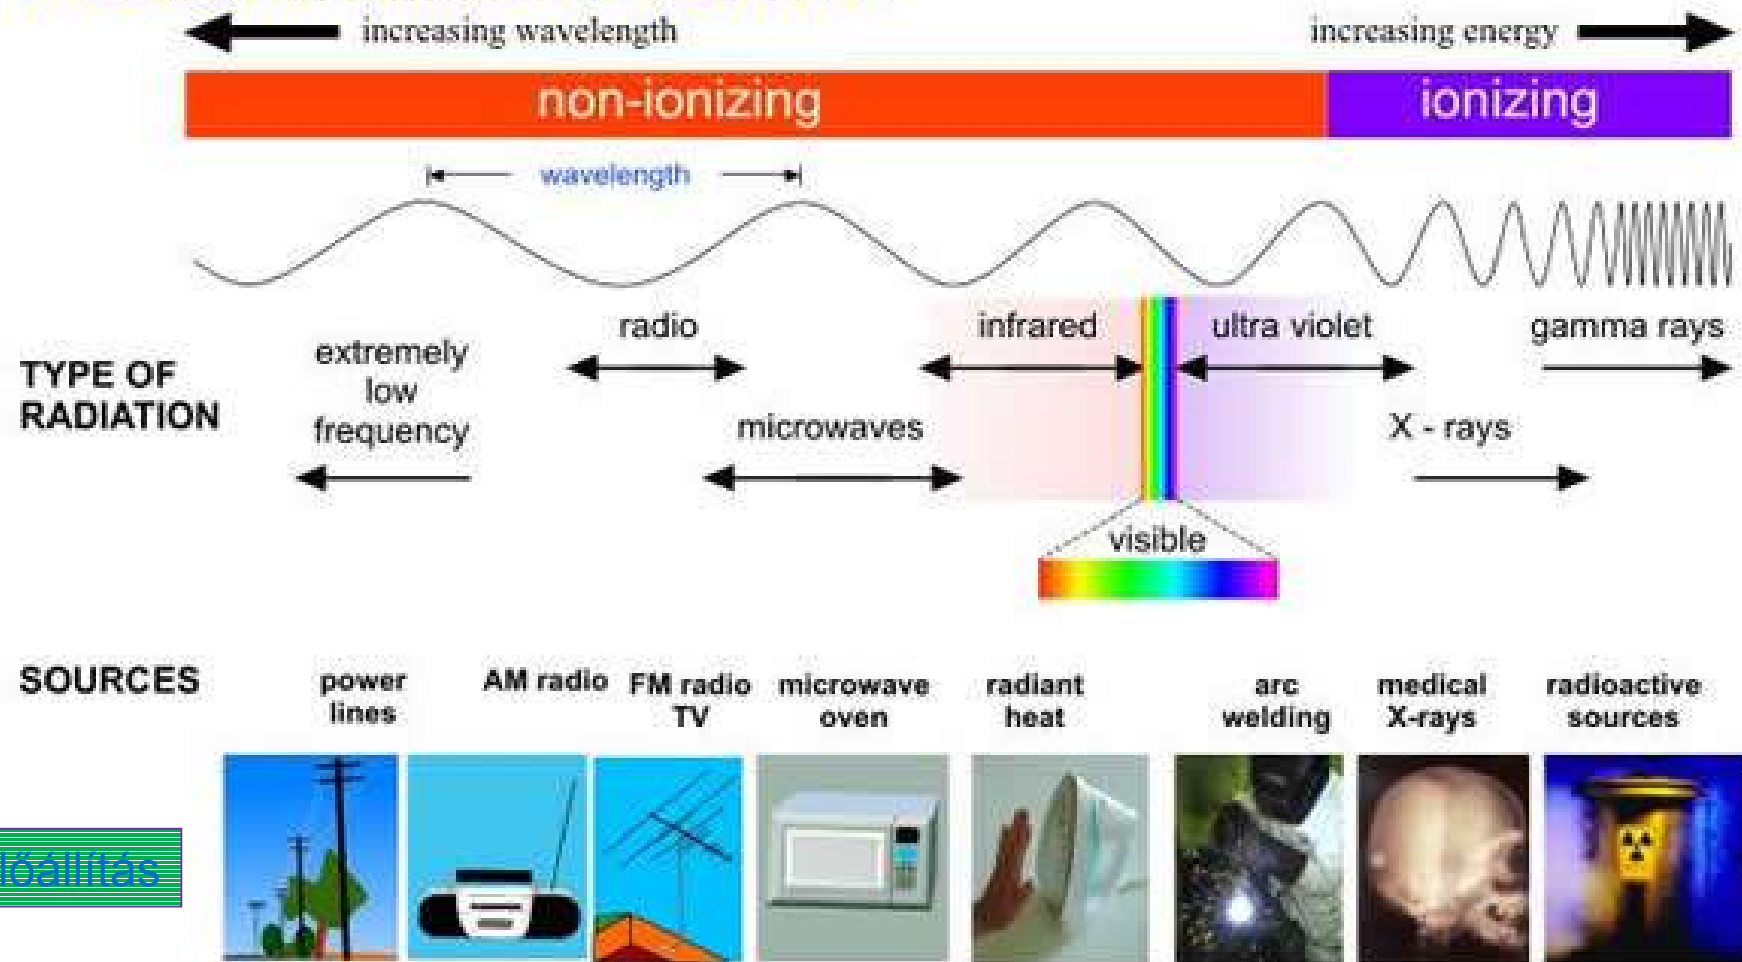 increasing wavelength
increasing energy
non-ionizing
ionizing
wavelength
radio
infrared
ultra violet
gamma rays
extremely
low
frequency
TYPE OF
RADIATION
microwaves
X - rays
visible
SOURCES
power
lines
AM radio
FM radio
TV
microwave
oven
radiant
heat
arc
welding
medical
X-rays
radioactive
sources